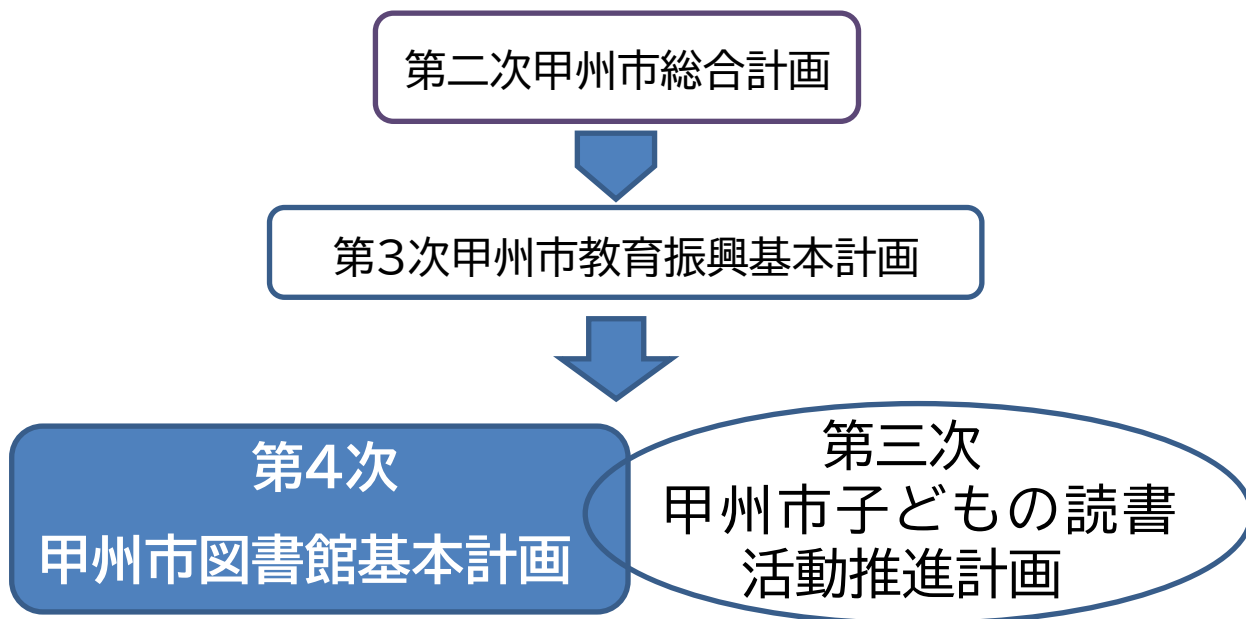 第二次甲州市総合計画
第3次甲州市教育振興基本計画
第4次
甲州市図書館基本計画
第三次
甲州市子どもの読書
活動推進計画